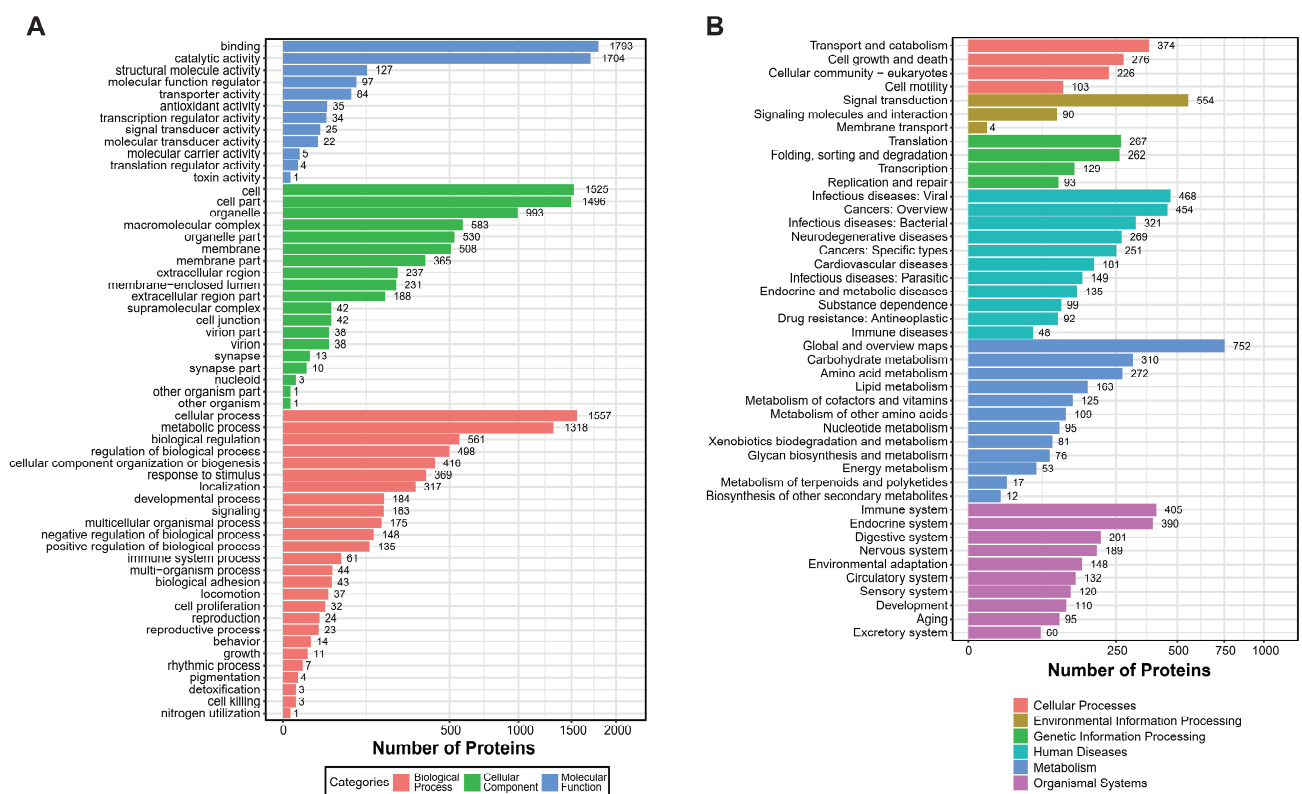 A
binding 1793
catalytic activity 1704
structural molecule activity 127
molecular function regulator 97
transporter activity 84
antioxidant activity 35
transcription regulator activity 34
signal transducer activity 25
molecular transducer activity 22
molecular carrier activity 5
translation regulator activity 4
toxin activity 1
cell 1525
cell part 1496
organelle 993
macromolecular complex 583
organelle part 530
membrane 508
membrane part 365
extracellular region 237
membrane-enclosed lumen 231
extracellular region part 188
supramolecular complex 42
cell junction 42
virion part 38
virion 38
synapse 13
synapse part 10
nucleoid 3
other organism part 1
other organism 1
cellular process 1557
metabolic process 1318
biological regulation 561
regulation of biological process 498
cellular component organization or biogenesis 410
response to stimulus 369
localization 317
developmental process 184
signaling 183
multicellular organismal process 175
negative regulation of biological process 148
positive regulation of biological process 135
immune system process 61
multi-organism process 44
biological adhesion 43
locomotion 37
cell proliferation 32
reproduction 24
reproductive process 23
behavior 14
growth 11
rhythmic process 7
pigmentation 4
detoxification 3
cell killing 3
nitrogen utilization 1
0 500 1000 1500 2000
Number of Proteins
Categories Biological Process Cellular Component Molecular Function
B
Transport and catabolism 374
Cell growth and death 276
Cellular community − eukaryotes 226
Cell motility 103
Signal transduction 554
Signaling molecules and interaction 90
Membrane transport 4
Translation 267
Folding, sorting and degradation 262
Transcription 129
Replication and repair 93
Infectious diseases: Viral 468
Cancers: Overview 454
Infectious diseases: Bacterial 321
Neurodegenerative diseases 269
Cancers: Specific types 251
Cardiovascular diseases 181
Infectious diseases: Parasitic 149
Endocrine and metabolic diseases 135
Substance dependence 99
Drug resistance: Antineoplastic 92
Immune diseases 48
Global and overview maps 752
Carbohydrate metabolism 310
Amino acid metabolism 272
Lipid metabolism 163
Metabolism of cofactors and vitamins 125
Metabolism of other amino acids 109
Nucleotide metabolism 95
Xenobiotics biodegradation and metabolism 81
Glycan biosynthesis and metabolism 76
Energy metabolism 53
Metabolism of terpenoids and polyketides 17
Biosynthesis of other secondary metabolites 12
Immune system 405
Endocrine system 390
Digestive system 201
Nervous system 189
Environmental adaptation 148
Circulatory system 132
Sensory system 120
Development 110
Aging 95
Excretory system 60
0 250 500 750 1000
Number of Proteins
Cellular Processes
Environmental Information Processing
Genetic Information Processing
Human Diseases
Metabolism
Organismal Systems